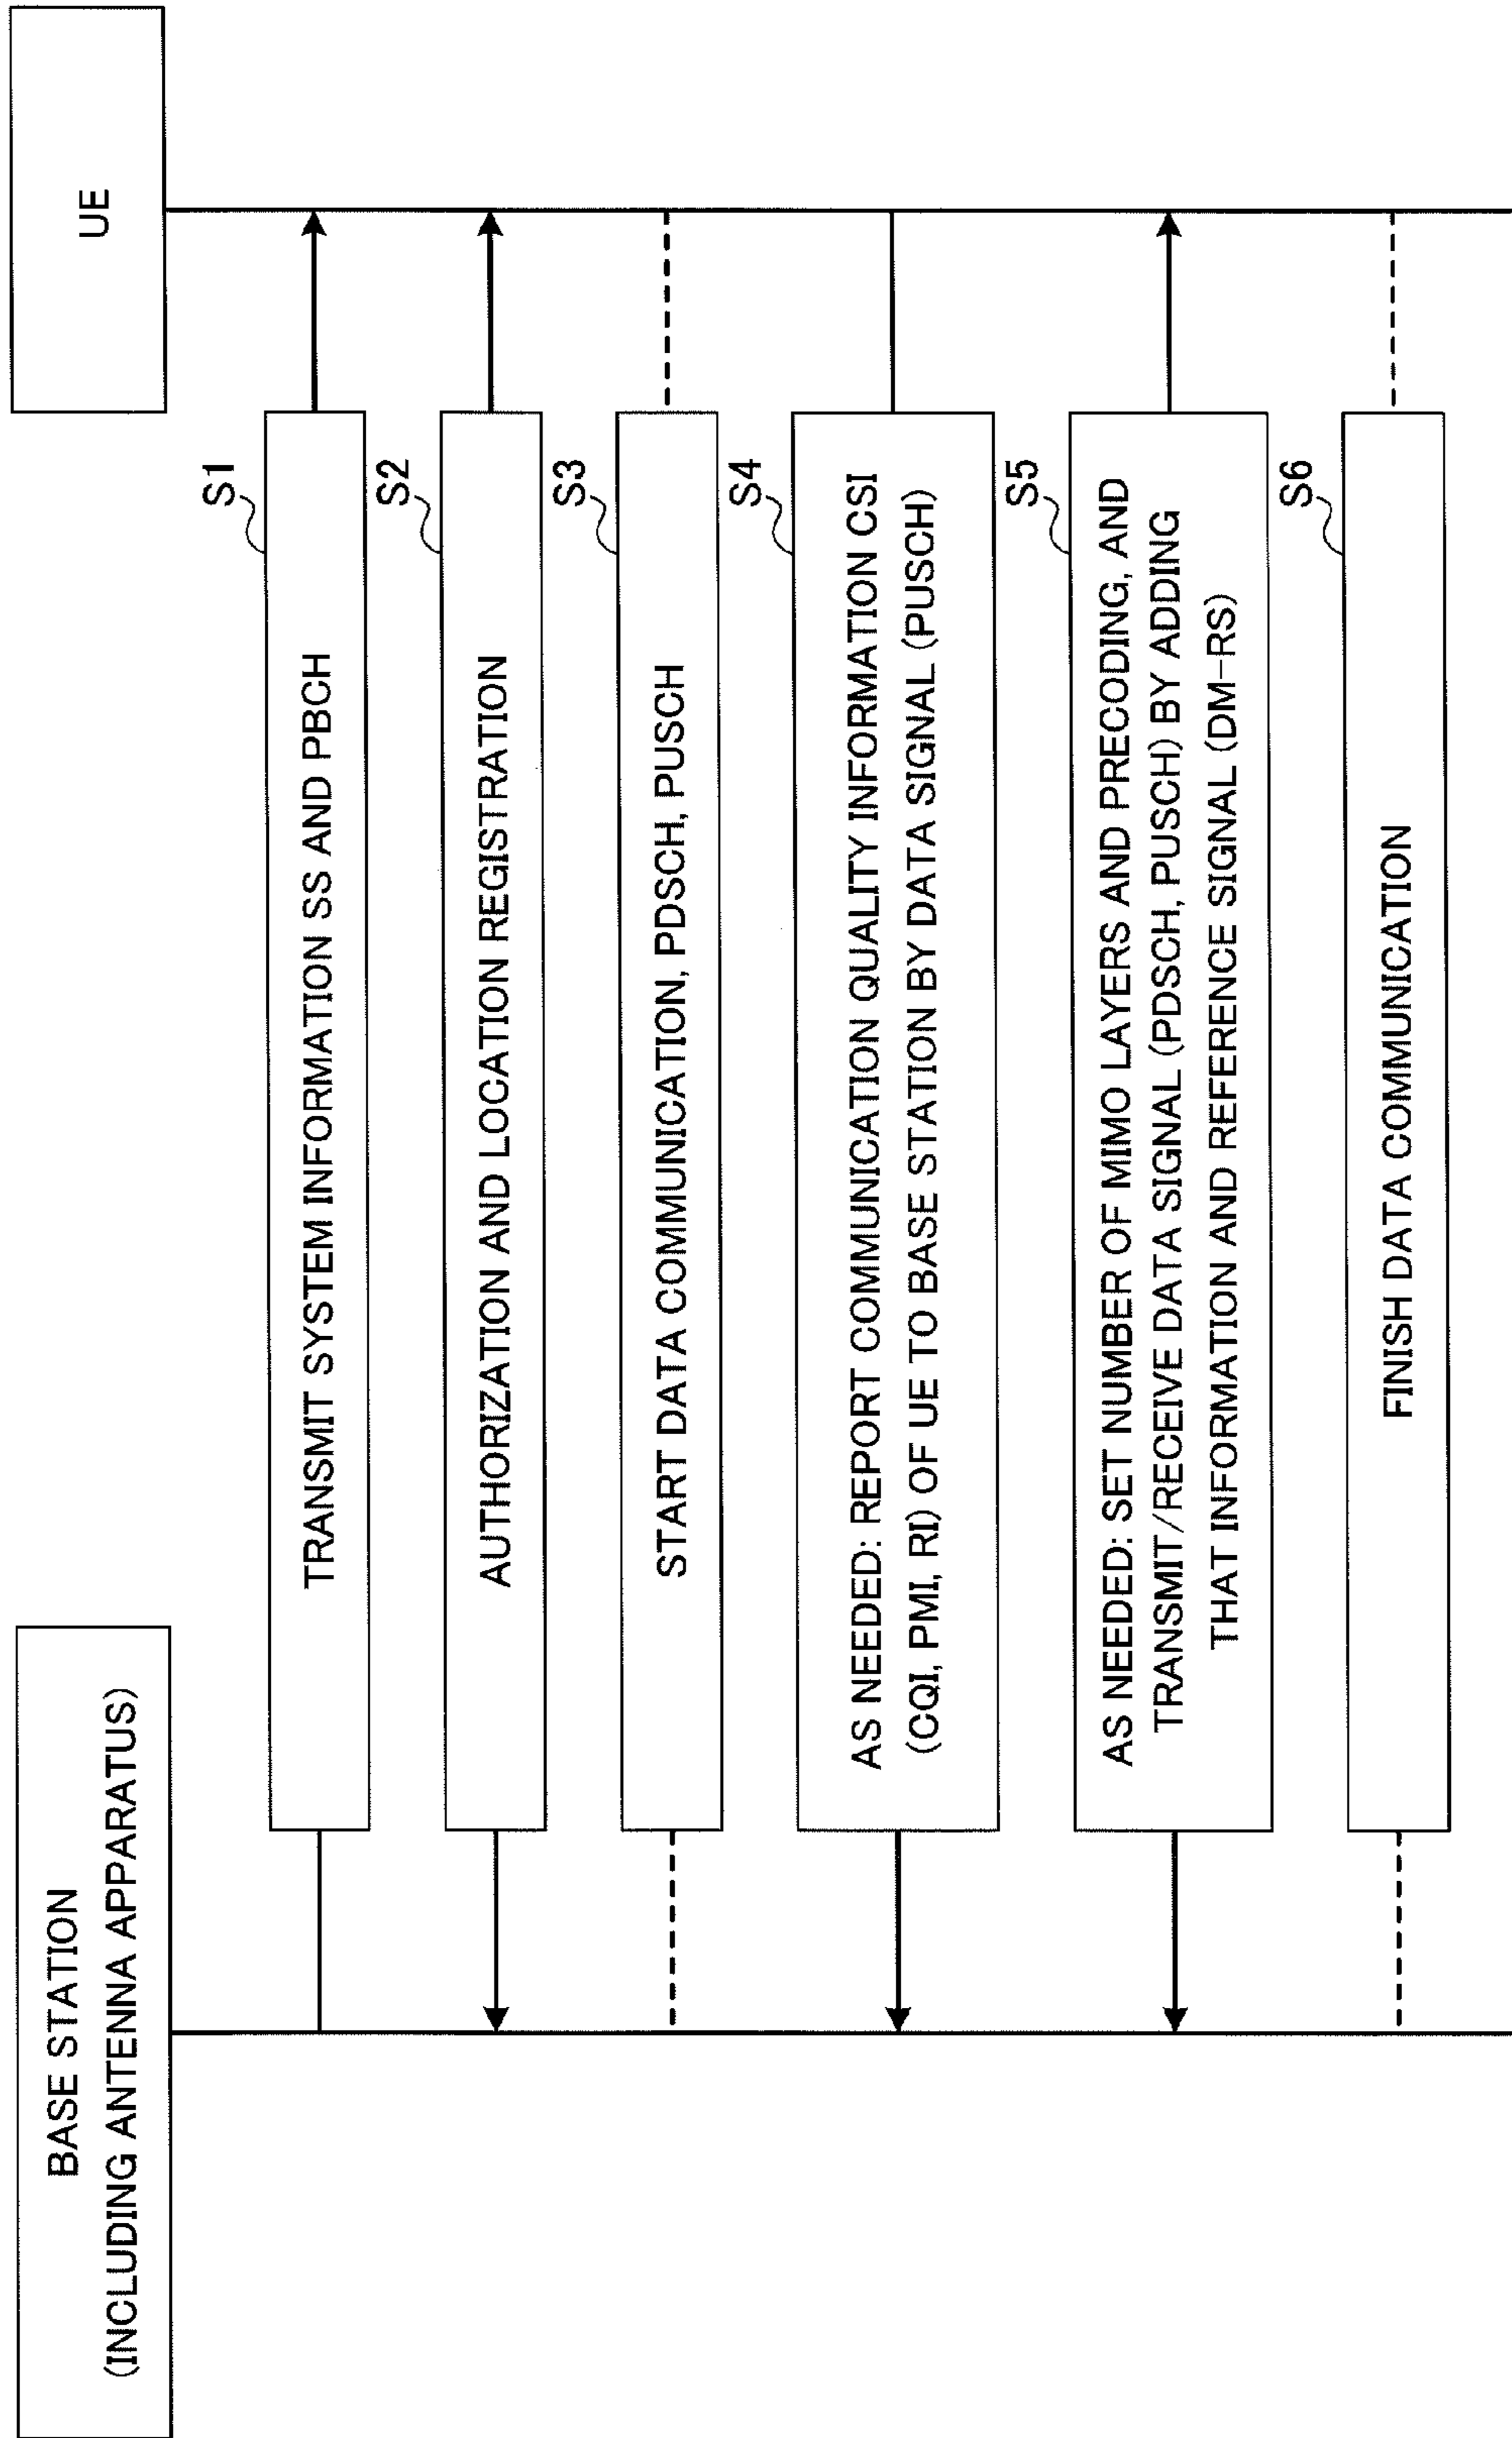 BASE STATION
(INCLUDING ANTENNA APPARATUS)
UE
S1
TRANSMIT SYSTEM INFORMATION SS AND PBCH
S2
AUTHORIZATION AND LOCATION REGISTRATION
S3
START DATA COMMUNICATION, PDSCH, PUSCH
S4
AS NEEDED: REPORT COMMUNICATION QUALITY INFORMATION CSI
(CQI, PMI, RI) OF UE TO BASE STATION BY DATA SIGNAL (PUSCH)
S5
AS NEEDED: SET NUMBER OF MIMO LAYERS AND PRECODING, AND
TRANSMIT/RECEIVE DATA SIGNAL (PDSCH, PUSCH) BY ADDING
THAT INFORMATION AND REFERENCE SIGNAL (DM-RS)
S6
FINISH DATA COMMUNICATION